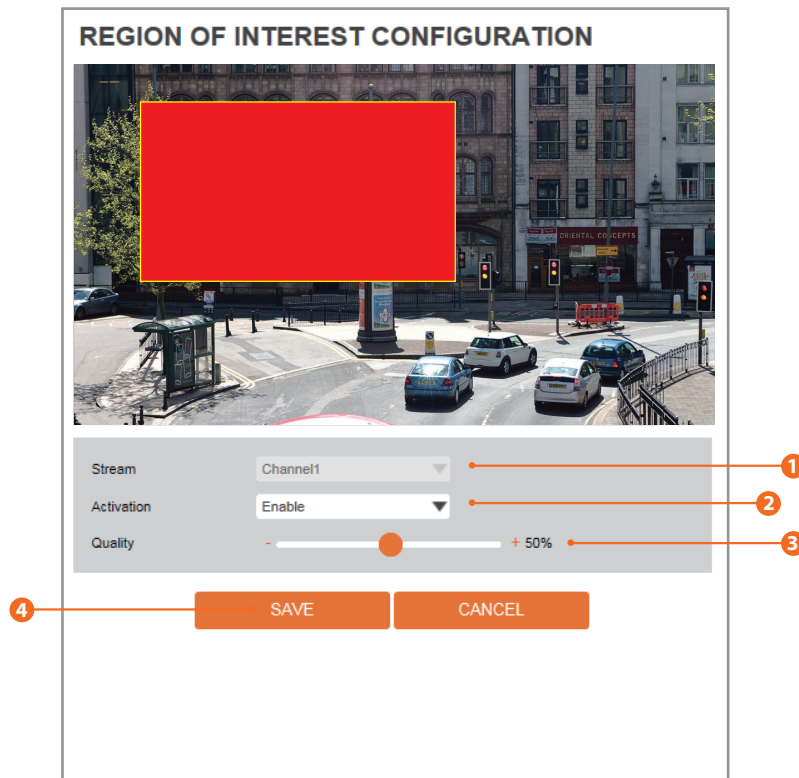 REGION OF INTEREST CONFIGURATION
ORIENTAL CONCEPTS
Stream Channel1 1
Activation Enable 2
Quality - + 50% 3
4 SAVE CANCEL